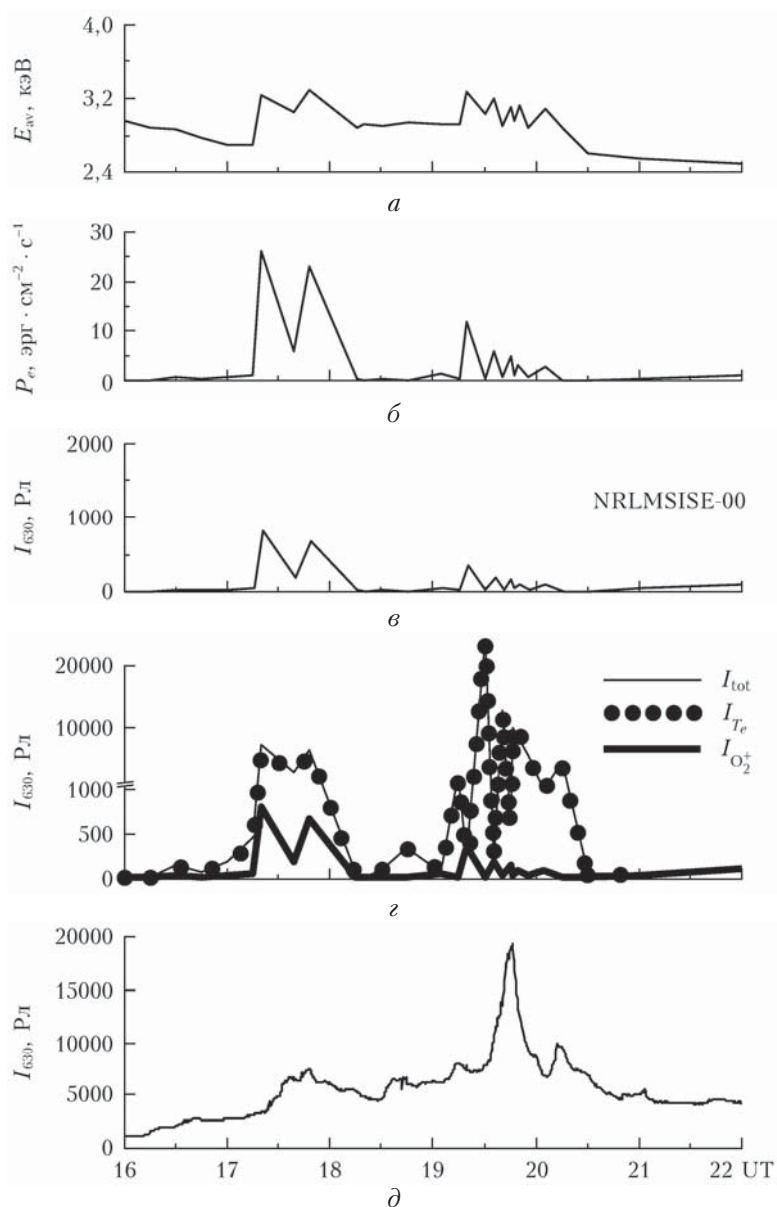 4,0
3,2
2,4
E_av, кэВ
а
30
20
10
0
P_e, эрг · см⁻² · с⁻¹
б
2000
1000
0
I_630, Рл
NRLMSISE-00
в
20000
10000
1000
500
0
I_630, Рл
I_tot
I_Te
I_O₂⁺
г
20000
15000
10000
5000
0
I_630, Рл
16 17 18 19 20 21 22 UT
д